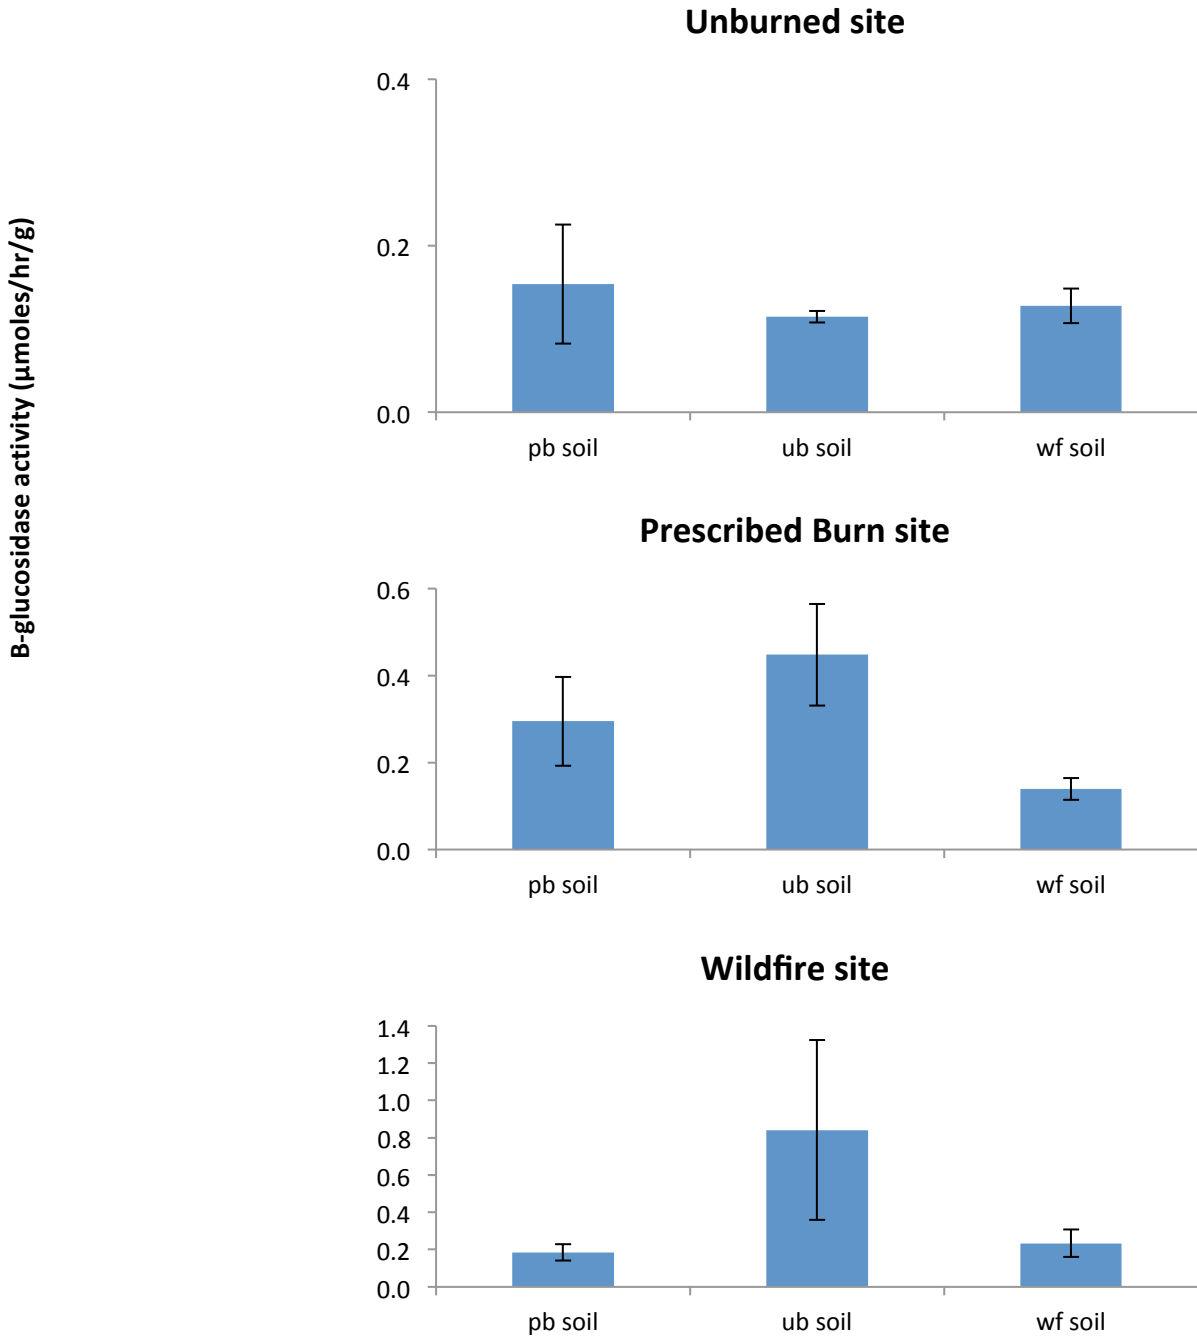 B-glucosidase activity (μmoles/hr/g)
Unburned site
0.4
0.2
0.0
pb soil ub soil wf soil
Prescribed Burn site
0.6
0.4
0.2
0.0
pb soil ub soil wf soil
Wildfire site
1.4
1.2
1.0
0.8
0.6
0.4
0.2
0.0
pb soil ub soil wf soil